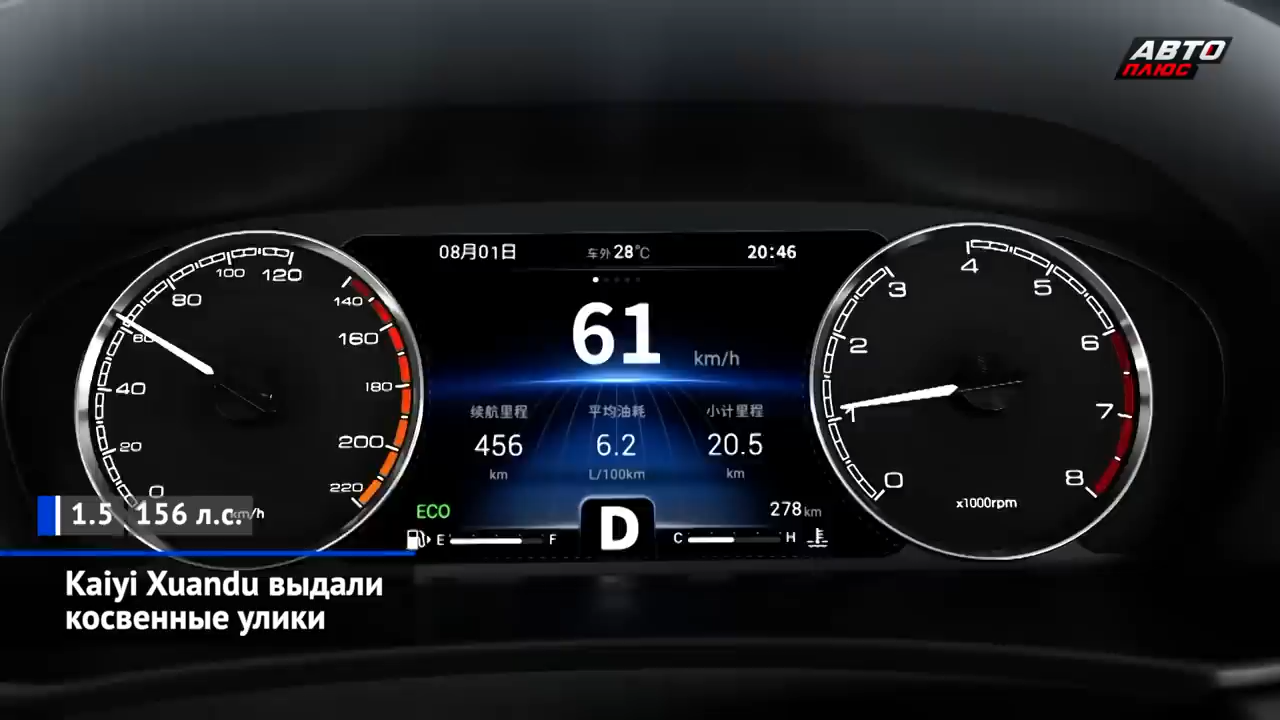 АВТО
ПЛЮС
08月01日 车外28°C 20:46
61 km/h
续航里程 平均油耗 小计里程
456 6.2 20.5
km L/100km km
ECO D 278km
E F C H
0 20 40 60 80 100 120 140 160 180 200 220
km/h
0 1 2 3 4 5 6 7 8
x1000rpm
1.5 156 л.с.
Kaiyi Xuandu выдали
косвенные улики